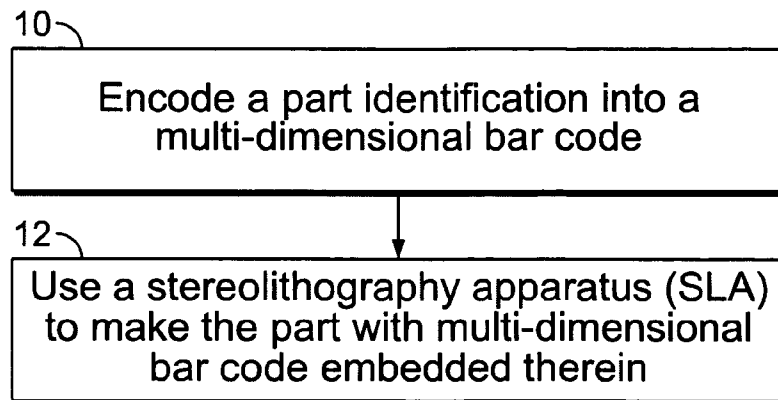 10
Encode a part identification into a
multi-dimensional bar code
12
Use a stereolithography apparatus (SLA)
to make the part with multi-dimensional
bar code embedded therein